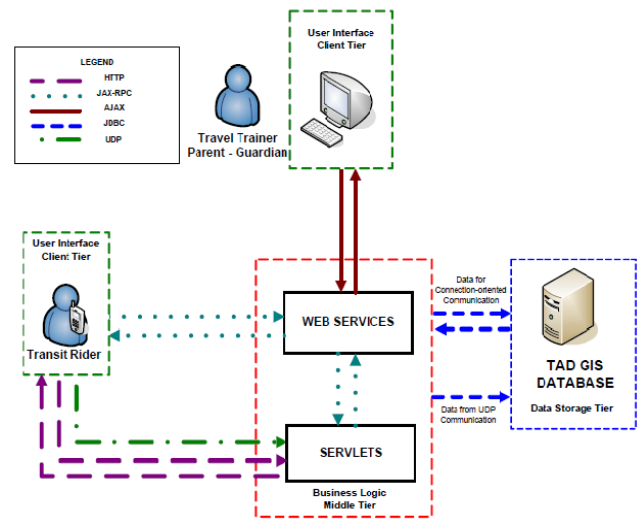 User Interface
Client Tier
LEGEND
HTTP
JAX-RPC
AJAX
JDBC
UDP
Travel Trainer
Parent - Guardian
User Interface
Client Tier
Transit Rider
WEB SERVICES
Data for
Connection-oriented
Communication
TAD GIS
DATABASE
Data Storage Tier
Data from UDP
Communication
SERVLETS
Business Logic
Middle Tier